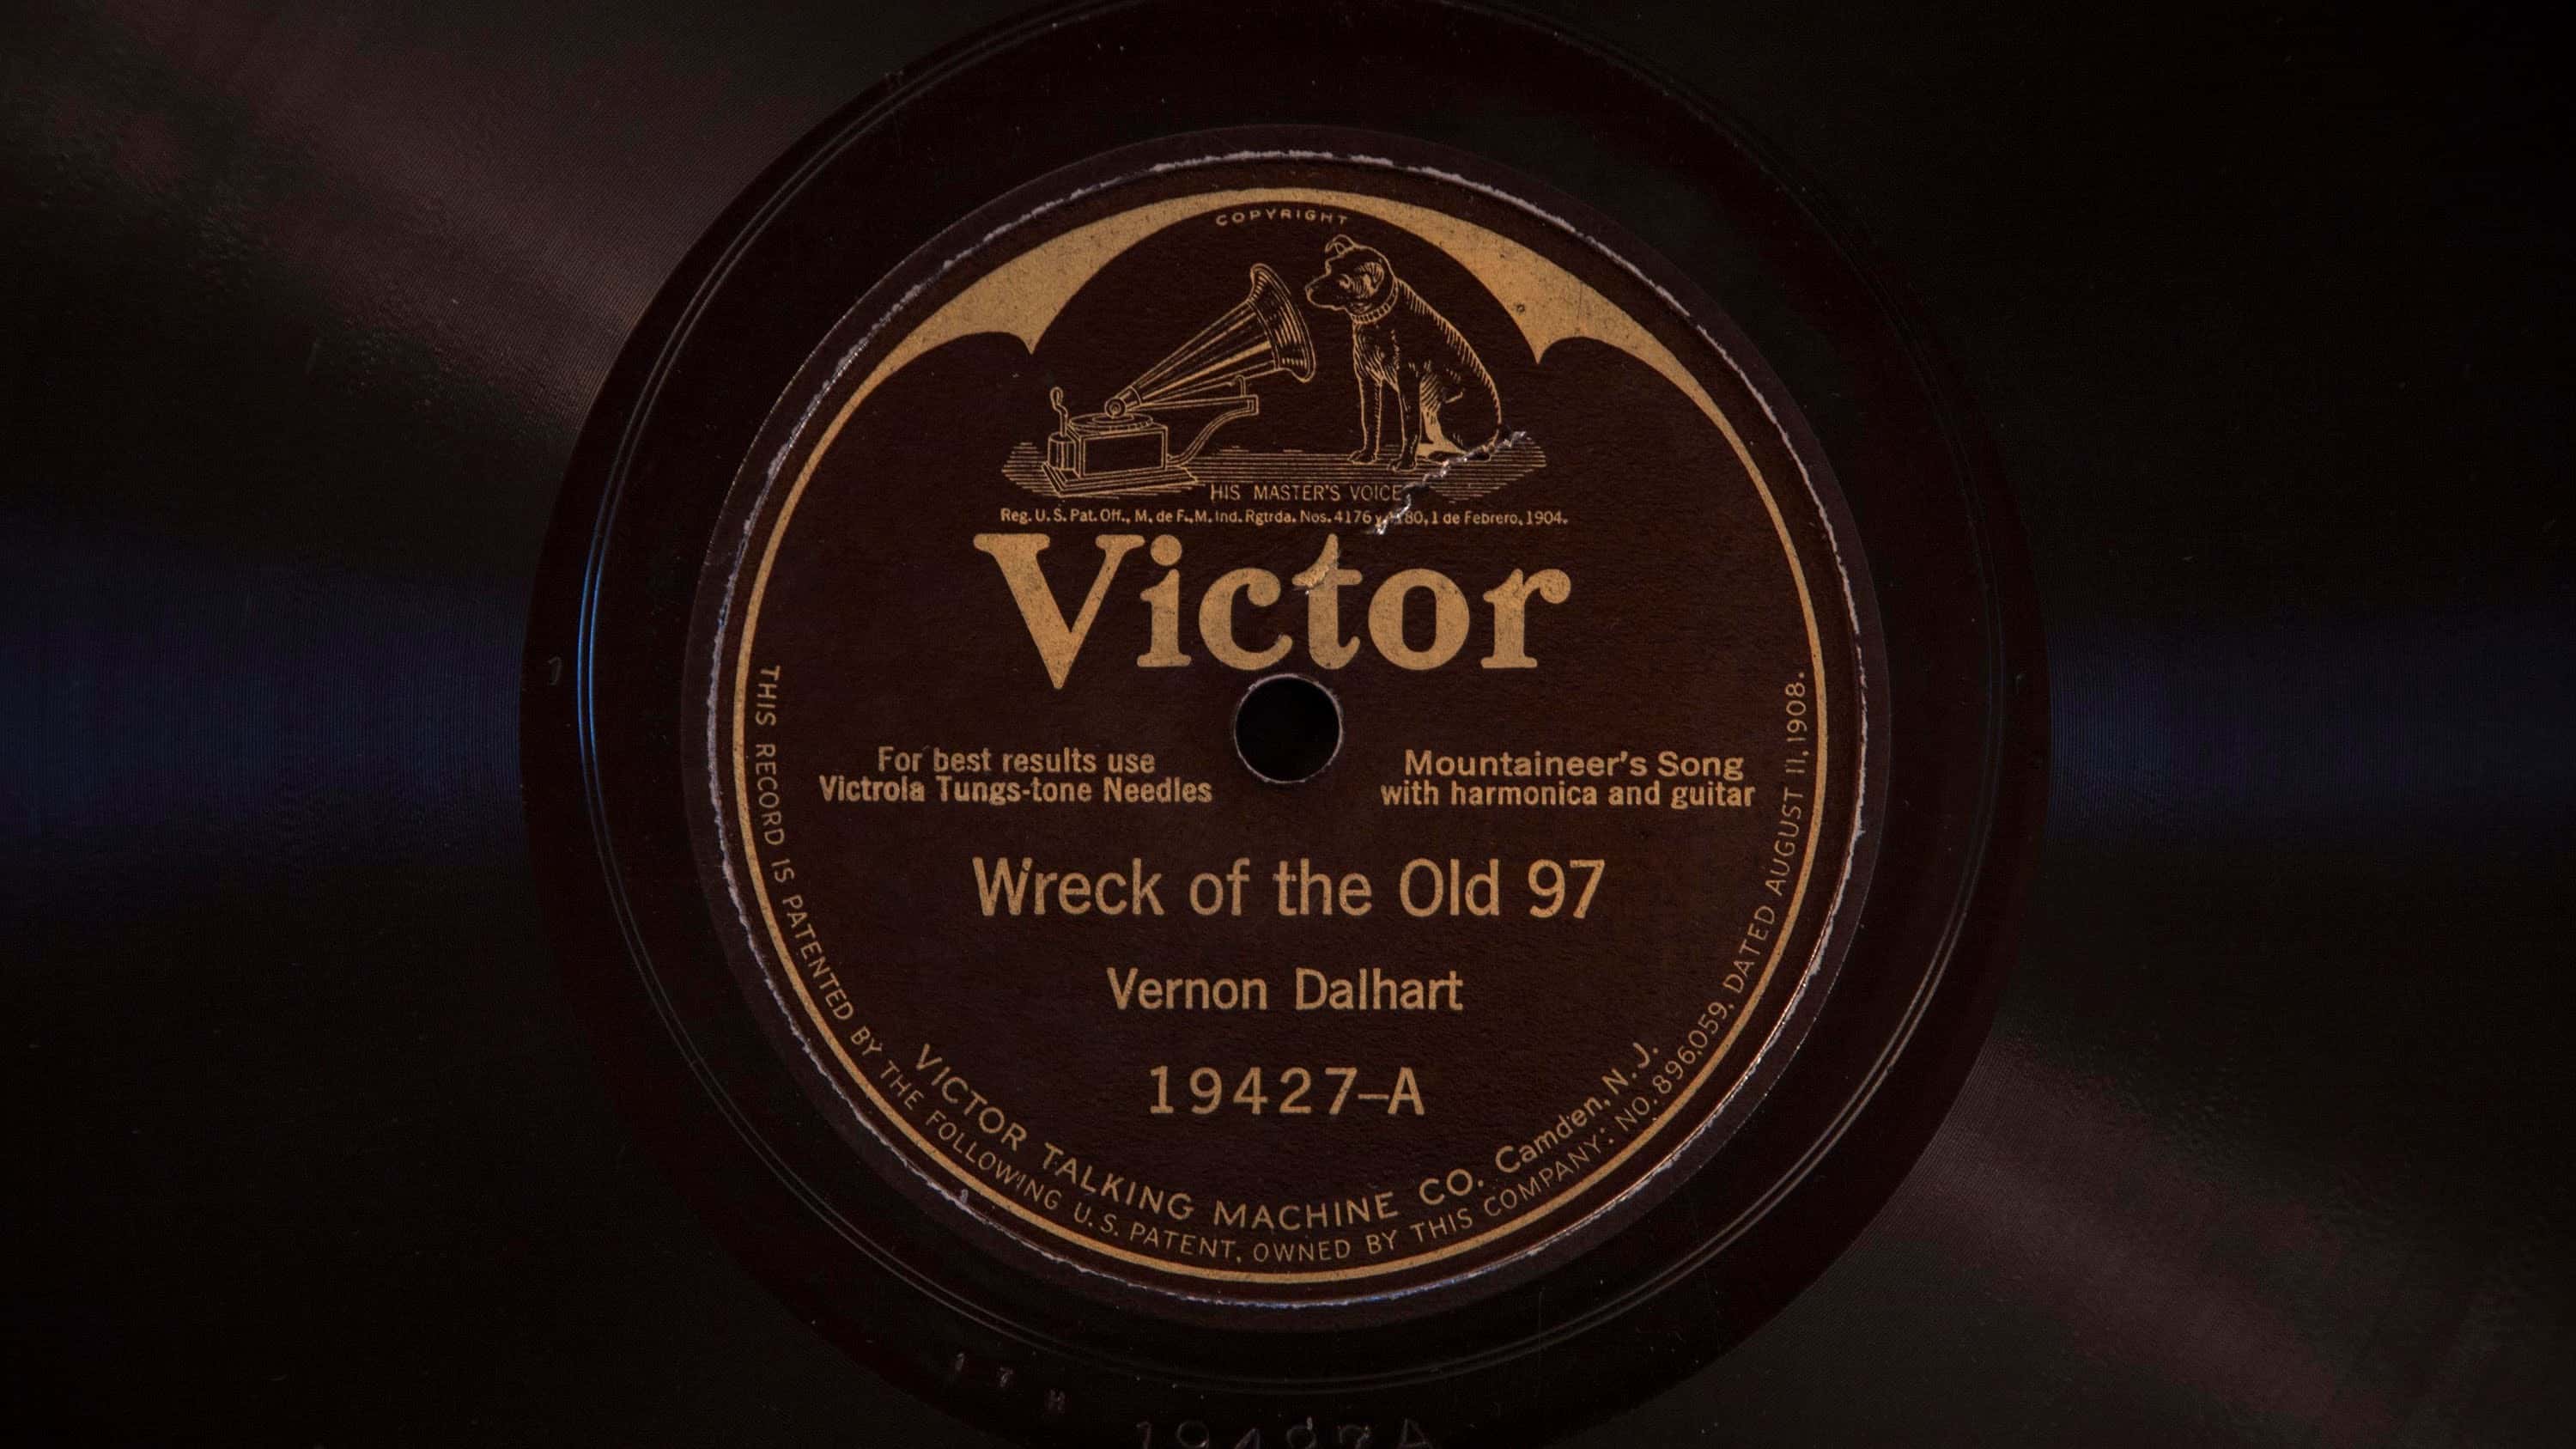 COPYRIGHT
HIS MASTER'S VOICE
Reg. U. S. Pat. Off., M. de F., M. Ind. Rgtrda. Nos. 4176 y 80, 1 de Febrero, 1904.
Victor
For best results use
Victrola Tungs-tone Needles
Mountaineer's Song
with harmonica and guitar
Wreck of the Old 97
Vernon Dalhart
19427-A
VICTOR TALKING MACHINE CO. Camden, N. J.
THIS RECORD IS PATENTED BY THE FOLLOWING U.S. PATENT, OWNED BY THIS COMPANY: NO. 896,059, DATED AUGUST 11, 1908.
17 H
19427A